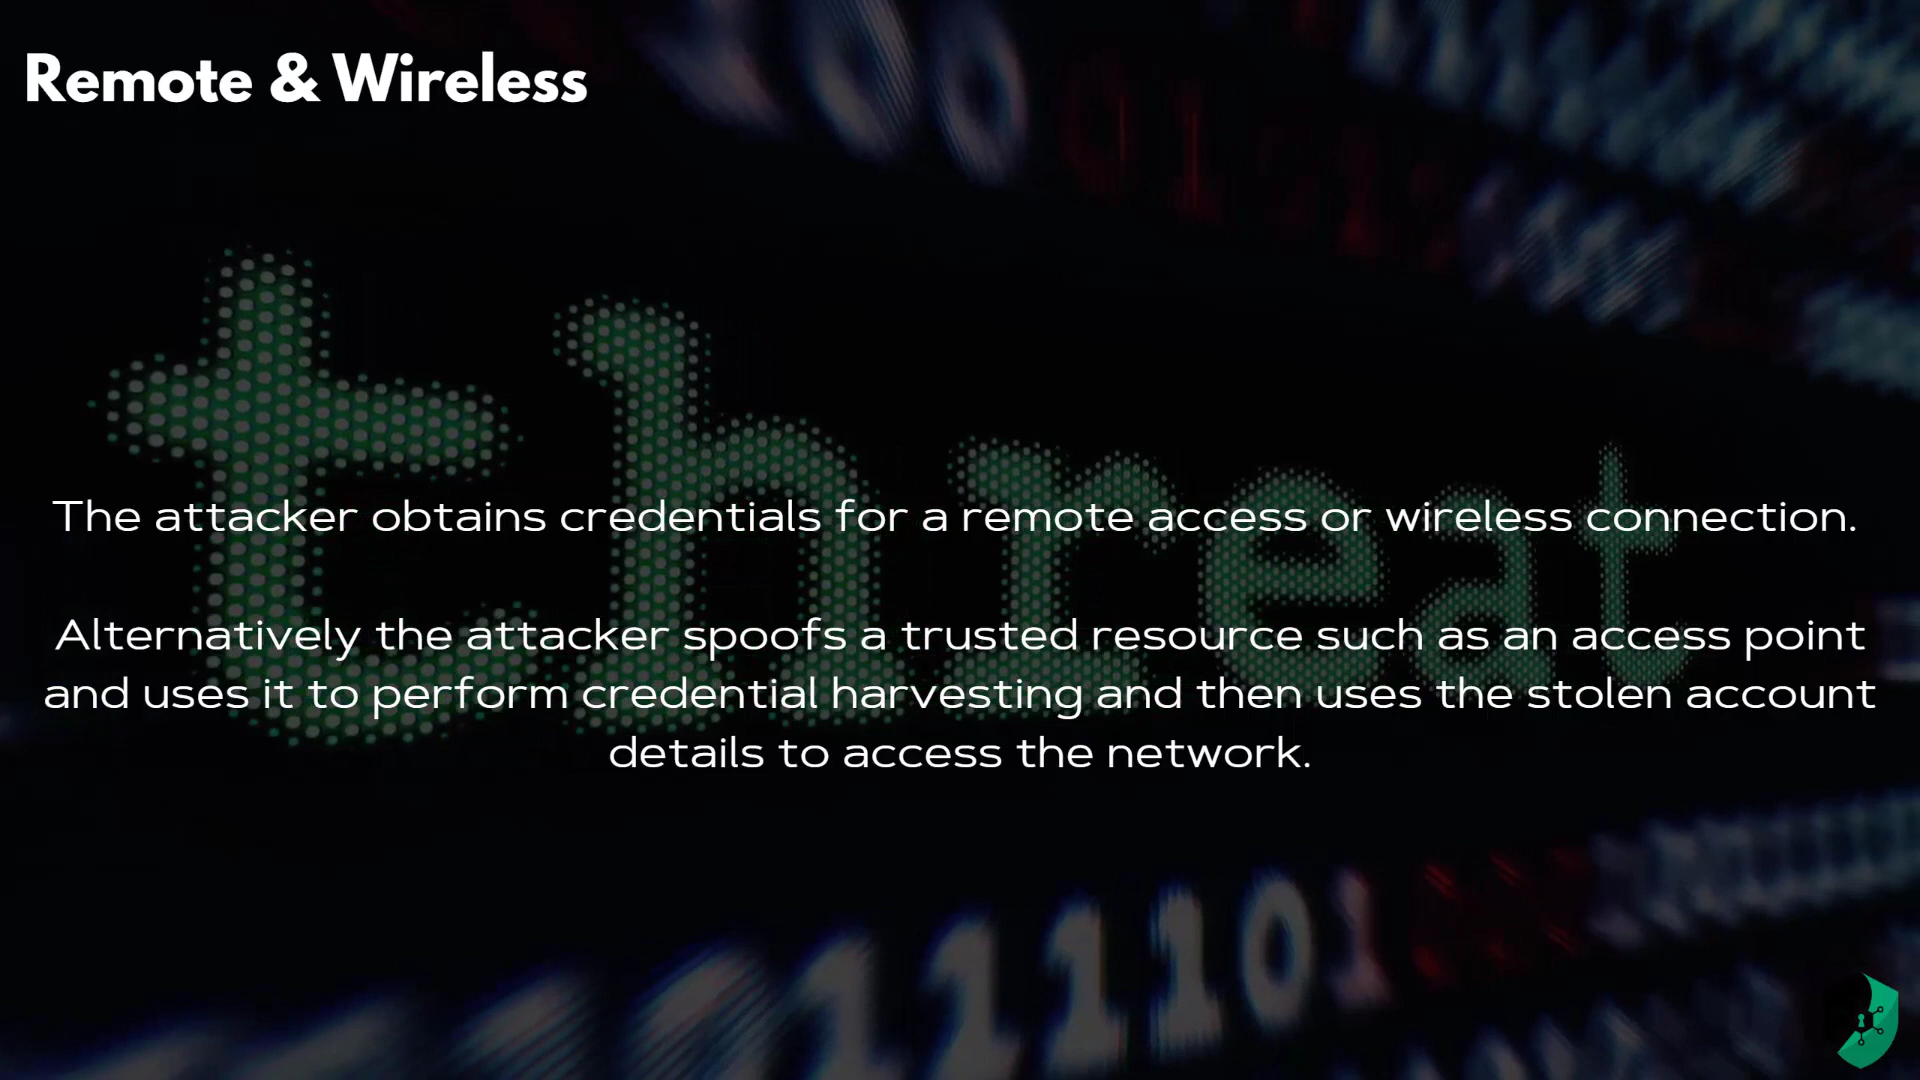 Remote & Wireless
threat
The attacker obtains credentials for a remote access or wireless connection.
Alternatively the attacker spoofs a trusted resource such as an access point
and uses it to perform credential harvesting and then uses the stolen account
details to access the network.
11101